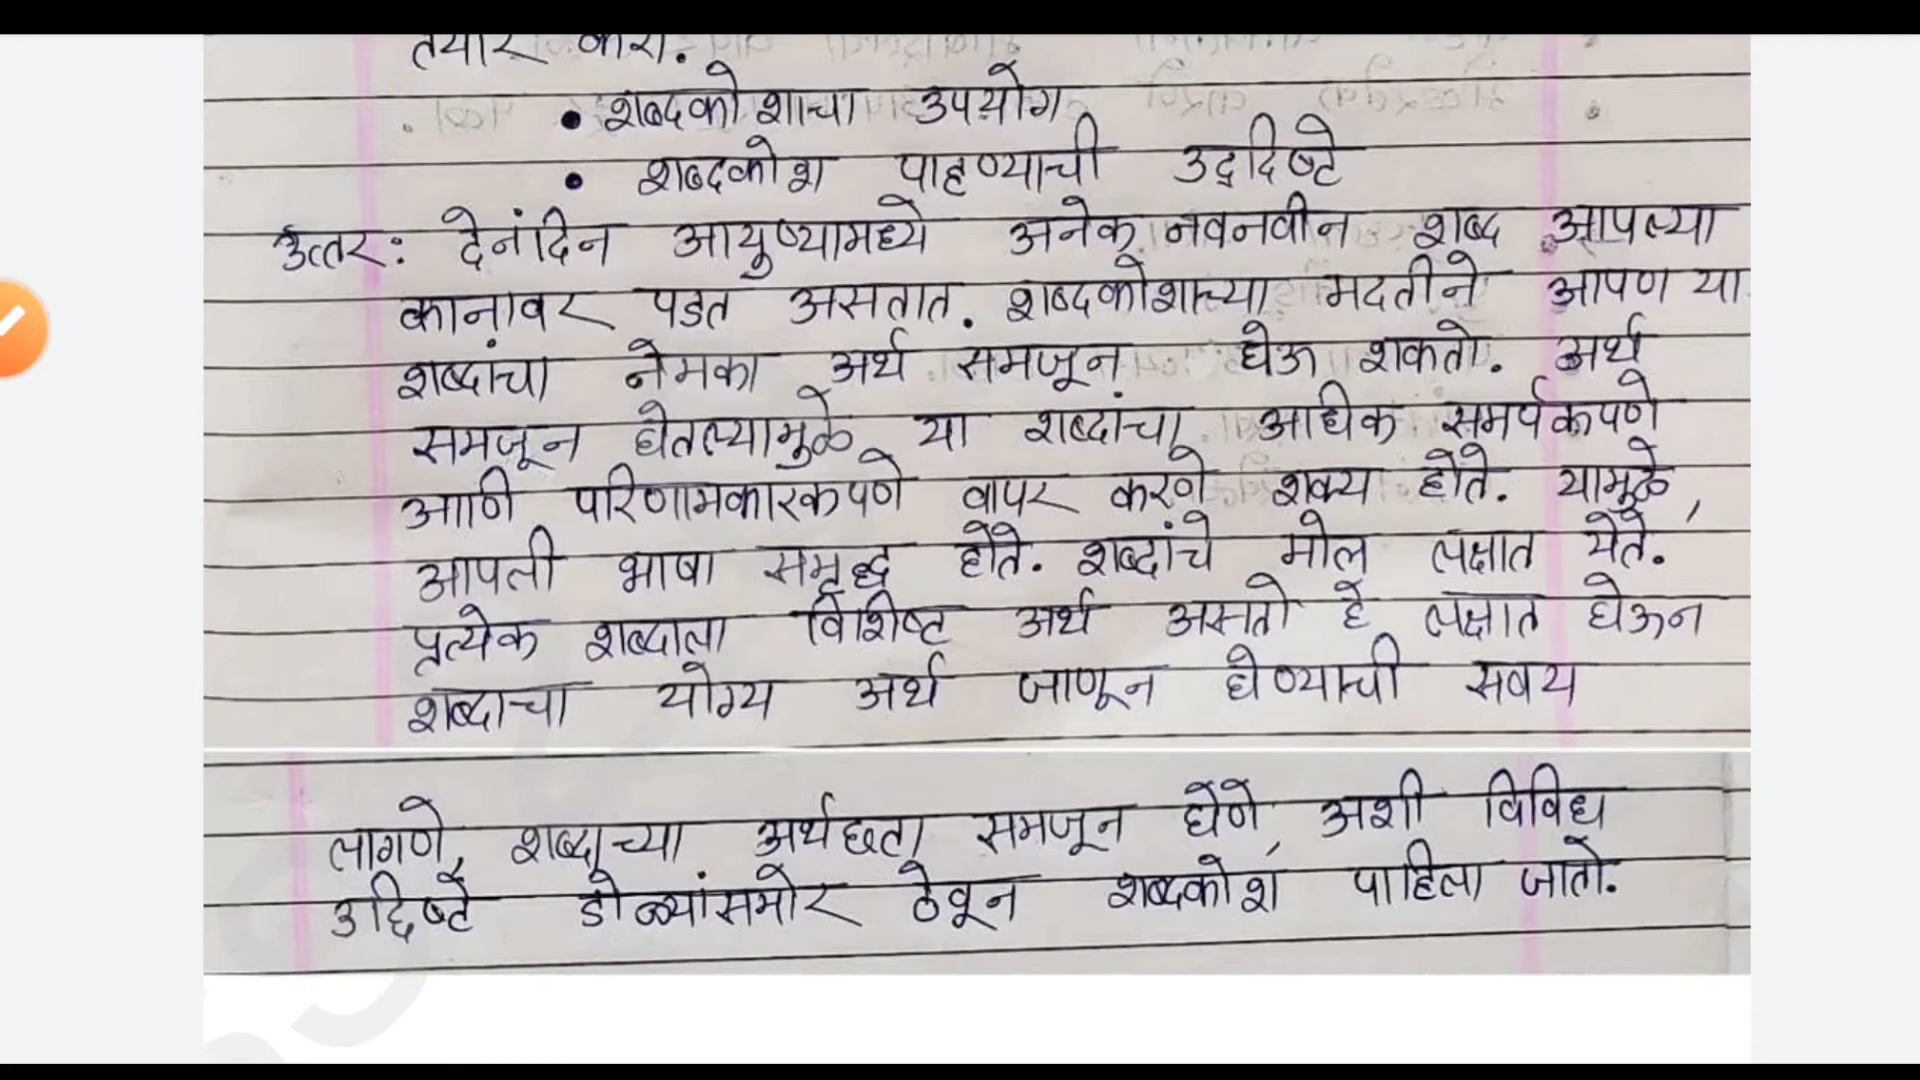 तयार करा.
• शब्दकोशाचा उपयोग
• शब्दकोश पाहण्याची उद्दिष्टे
उत्तर: देनंदिन आयुष्यामध्ये अनेक नवनवीन शब्द आपल्या
कानावर पडत असतात. शब्दकोशाच्या मदतीने आपण या
शब्दांचा नेमका अर्थ समजून घेऊ शकतो. अर्थ
समजून घेतल्यामुळे या शब्दांचा अधिक समर्पकपणे
आणि परिणामकारकपणे वापर करणे शक्य होते. यामुळे,
आपली भाषा समृद्ध होते. शब्दांचे मोल लक्षात येते.
प्रत्येक शब्दाला विशिष्ट अर्थ असतो हे लक्षात घेऊन
शब्दाचा योग्य अर्थ जाणून घेण्याची सवय
लागणे, शब्दाच्या अर्थछटा समजून घेणे, अशी विविध
उद्दिष्टे डोळ्यांसमोर ठेवून शब्दकोश पाहिला जातो.